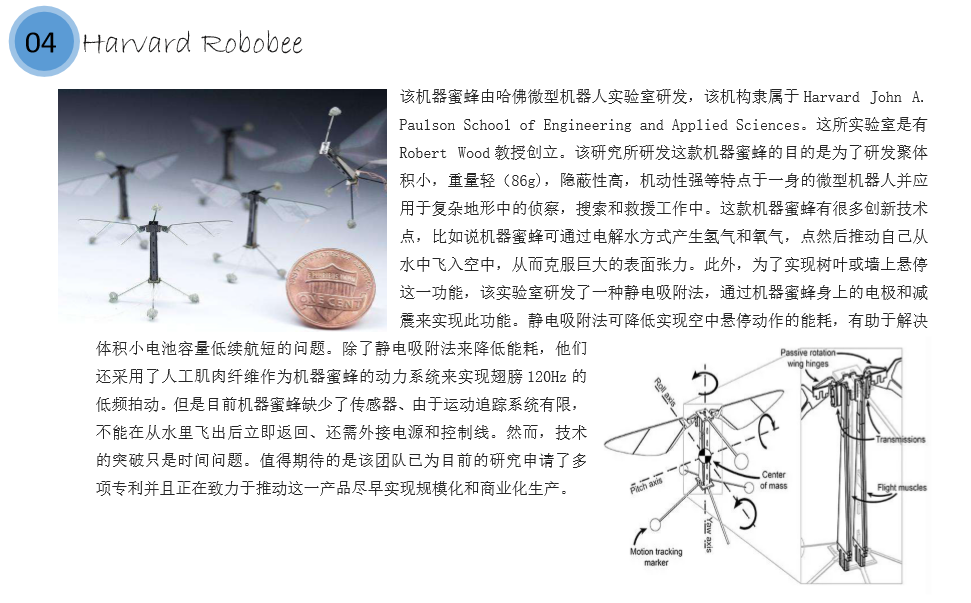 04
Harvard Robobee
该机器蜜蜂由哈佛微型机器人实验室研发，该机构隶属于 Harvard John A.
Paulson School of Engineering and Applied Sciences。这所实验室是有
Robert Wood 教授创立。该研究所研发这款机器蜜蜂的目的是为了研发聚体
积小，重量轻（86g），隐蔽性高，机动性强等特点于一身的微型机器人并应
用于复杂地形中的侦察，搜索和救援工作中。这款机器蜜蜂有很多创新技术
点，比如说机器蜜蜂可通过电解水方式产生氢气和氧气，点然后推动自己从
水中飞入空中，从而克服巨大的表面张力。此外，为了实现树叶或墙上悬停
这一功能，该实验室研发了一种静电吸附法，通过机器蜜蜂身上的电极和减
震来实现此功能。静电吸附法可降低实现空中悬停动作的能耗，有助于解决
体积小电池容量低续航短的问题。除了静电吸附法来降低能耗，他们
还采用了人工肌肉纤维作为机器蜜蜂的动力系统来实现翅膀 120Hz 的
低频拍动。但是目前机器蜜蜂缺少了传感器、由于运动追踪系统有限，
不能在从水里飞出后立即返回、还需外接电源和控制线。然而，技术
的突破只是时间问题。值得期待的是该团队已为目前的研究申请了多
项专利并且正在致力于推动这一产品尽早实现规模化和商业化生产。
ONE CENT
Passive rotation
wing hinges
Roll axis
Transmissions
Center
of mass
Pitch axis
Flight muscles
Yaw axis
Motion tracking
marker